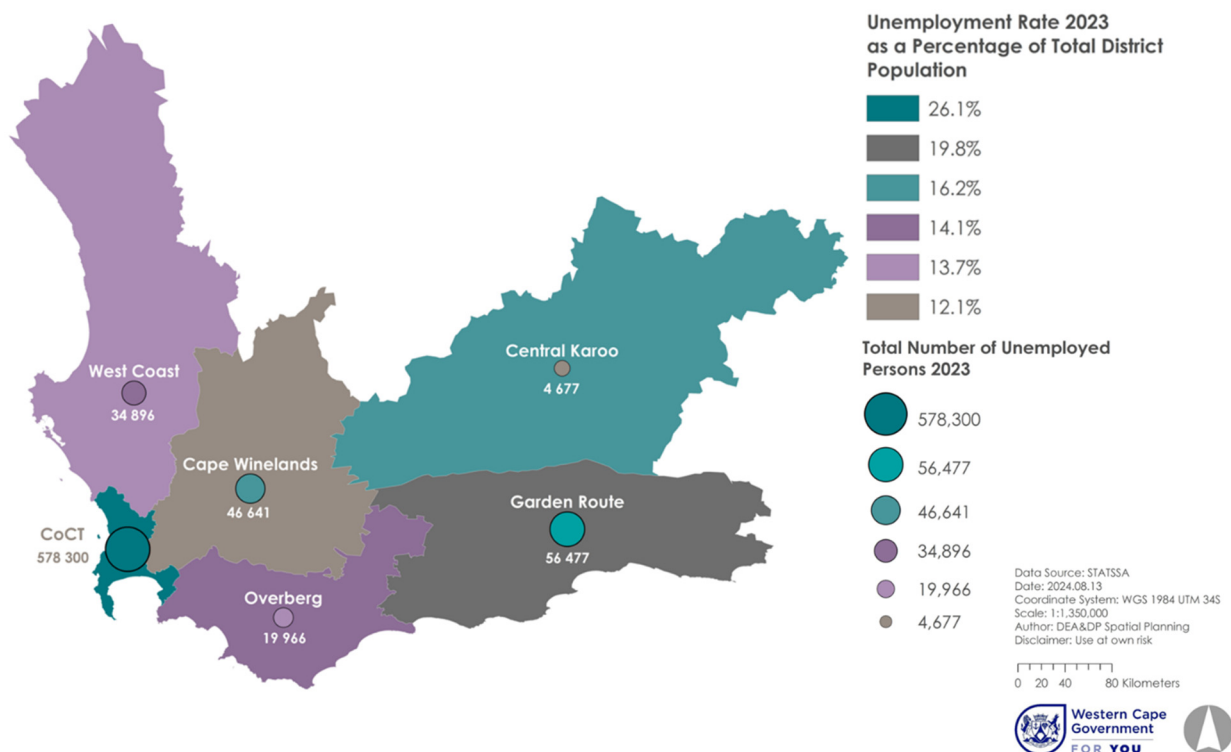 Unemployment Rate 2023
as a Percentage of Total District
Population
26.1%
19.8%
16.2%
14.1%
13.7%
12.1%
Total Number of Unemployed
Persons 2023
578,300
56,477
46,641
34,896
19,966
4,677
West Coast
34 896
Central Karoo
4 677
Cape Winelands
46 641
Garden Route
56 477
CoCT
578 300
Overberg
19 966
Data Source: STATSSA
Date: 2024.08.13
Coordinate System: WGS 1984 UTM 34S
Scale: 1:1,350,000
Author: DEA&DP Spatial Planning
Disclaimer: Use at own risk
0 20 40 80 Kilometers
Western Cape
Government
FOR YOU